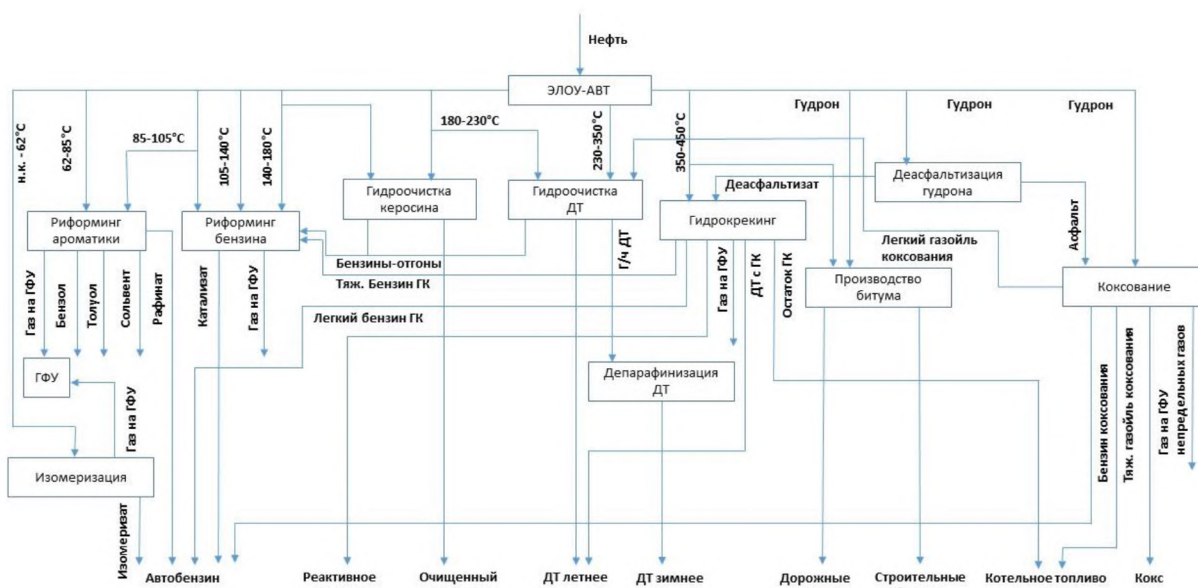 Нефть
ЭЛОУ-АВТ
Гудрон
Гудрон
Гудрон
н.к. - 62°С
62-85°С
85-105°С
105-140°С
140-180°С
180-230°С
230-350°С
350-450°С
Гидроочистка
керосина
Гидроочистка
ДТ
Деасфальтизат
Деасфальтизация
гудрона
Риформинг
ароматики
Риформинг
бензина
Гидрокрекинг
Асфальт
Легкий газойль
коксования
Бензины-отгоны
Тяж. Бензин ГК
Легкий бензин ГК
Г/ч ДТ
Газ на ГФУ
ДТ с ГК
Остаток ГК
Производство
битума
Коксование
Газ на ГФУ
Бензол
Толуол
Сольвент
Рафинат
Катализат
Газ на ГФУ
ГФУ
Депарафинизация
ДТ
Газ на ГФУ
Бензин коксования
Тяж. газойль коксования
Газ на ГФУ
непредельных газов
Изомеризация
Изомеризат
Автобензин
Реактивное
Очищенный
ДТ летнее
ДТ зимнее
Дорожные
Строительные
Котельное топливо
Кокс